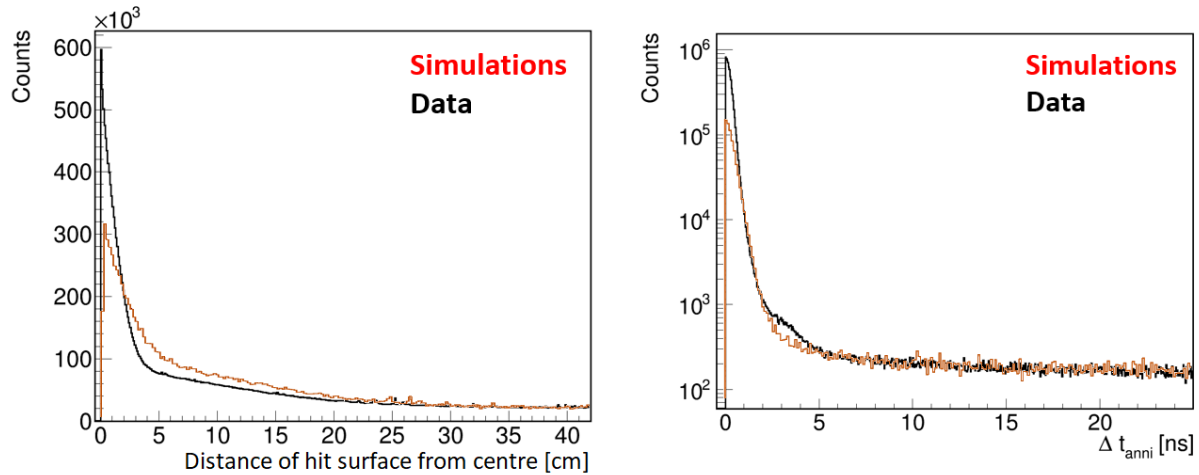 ×10³
Counts
600
500
400
300
200
100
0
0 5 10 15 20 25 30 35 40
Distance of hit surface from centre [cm]
Simulations
Data
Counts
10⁶
10⁵
10⁴
10³
10²
0 5 10 15 20
Δ t_anni [ns]
Simulations
Data